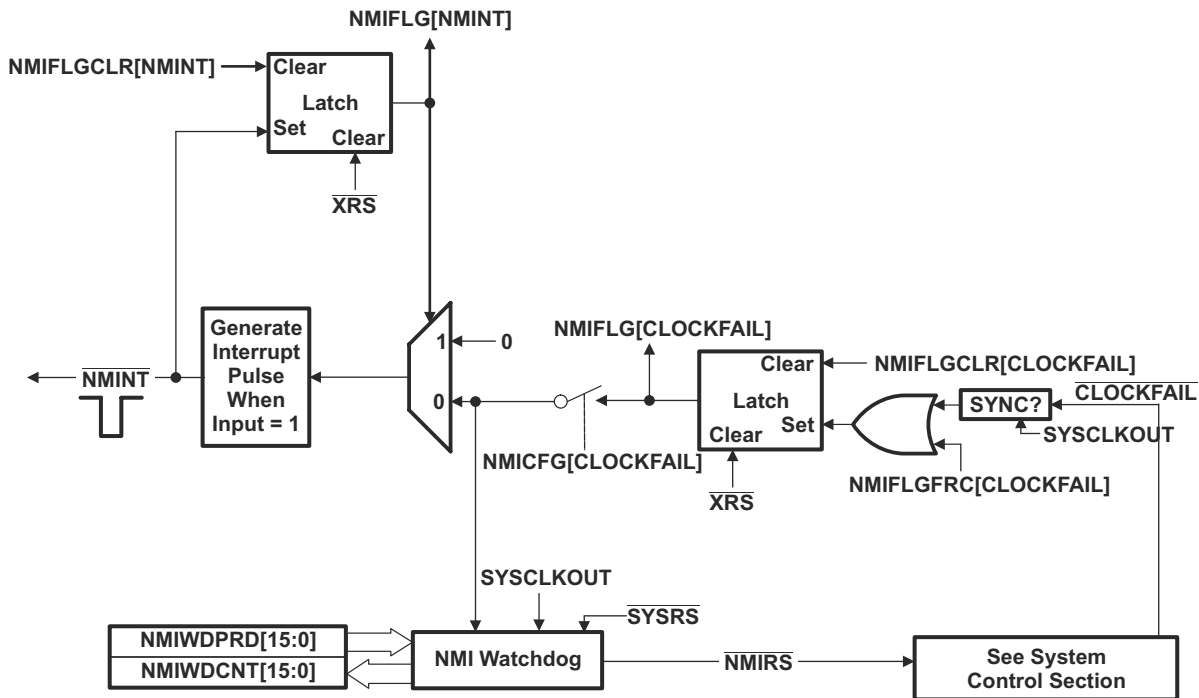 NMIFLG[NMINT]
NMIFLGCLR[NMINT]
Clear
Latch
Set
Clear
XRS
Generate
Interrupt
Pulse
When
Input = 1
NMINT
1
0
0
NMIFLG[CLOCKFAIL]
NMICFG[CLOCKFAIL]
Clear
Latch
Clear
Set
XRS
NMIFLGCLR[CLOCKFAIL]
CLOCKFAIL
SYNC?
SYSCLKOUT
NMIFLGFRC[CLOCKFAIL]
SYSCLKOUT
SYSRS
NMIWDPRD[15:0]
NMIWDCNT[15:0]
NMI Watchdog
NMIRS
See System
Control Section